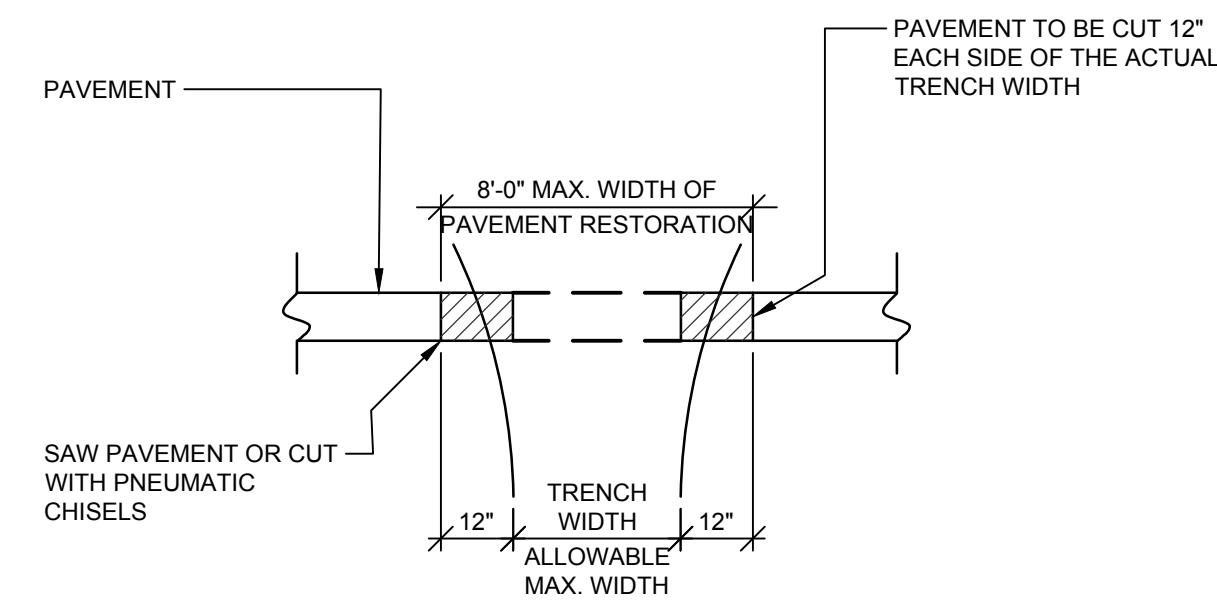 PAVEMENT TO BE CUT 12"
EACH SIDE OF THE ACTUAL
TRENCH WIDTH
PAVEMENT
8'-0" MAX. WIDTH OF
PAVEMENT RESTORATION
SAW PAVEMENT OR CUT
WITH PNEUMATIC
CHISELS
12"
TRENCH
WIDTH
12"
ALLOWABLE
MAX. WIDTH